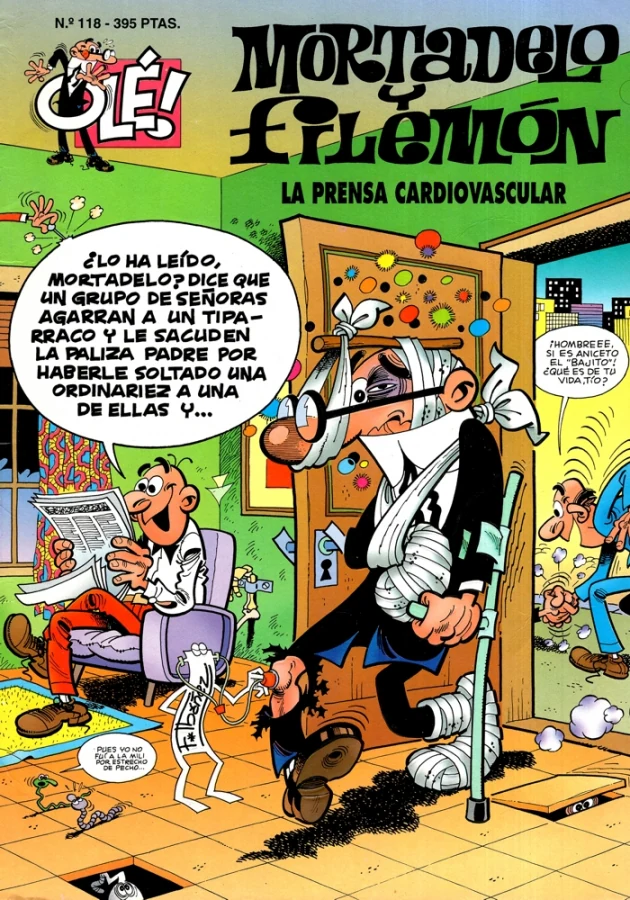 N.º 118 - 395 PTAS.
OLÉ!
MORTADELO
Y
FILEMÓN
LA PRENSA CARDIOVASCULAR
¿LO HA LEÍDO,
MORTADELO? DICE QUE
UN GRUPO DE SEÑORAS
AGARRAN A UN TIPA-
RRACO Y LE SACUDEN
LA PALIZA PADRE POR
HABERLE SOLTADO UNA
ORDINARIEZ A UNA
DE ELLAS Y...
¡HOMBREEE,
SI ES ANICETO
EL "BAJITO"!
¿QUÉ ES DE TU
VIDA, TÍO?
PUES YO NO
FUÍ A LA MILI
POR ESTRECHO
DE PECHO...